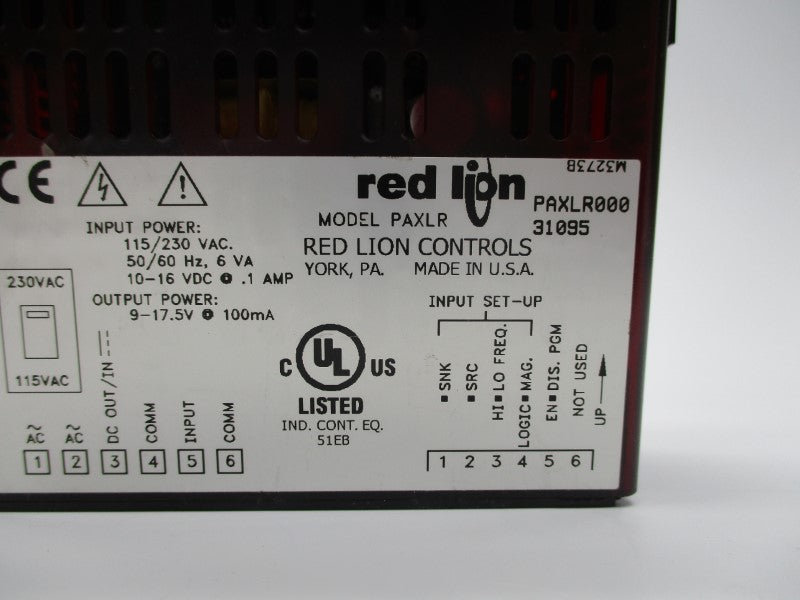 M3273B
CE
red lion
PAXLR000
31095
MODEL PAXLR
RED LION CONTROLS
YORK, PA. MADE IN U.S.A.
INPUT POWER:
115/230 VAC.
50/60 Hz, 6 VA
10-16 VDC @ .1 AMP
OUTPUT POWER:
9-17.5V @ 100mA
230VAC
115VAC
C UL US
LISTED
IND. CONT. EQ.
51EB
INPUT SET-UP
SNK
SRC
HI LO FREQ.
LOGIC MAG.
EN DIS. PGM
NOT USED
UP
1 2 3 4 5 6
AC
AC
DC OUT/IN
COMM
INPUT
COMM
1 2 3 4 5 6